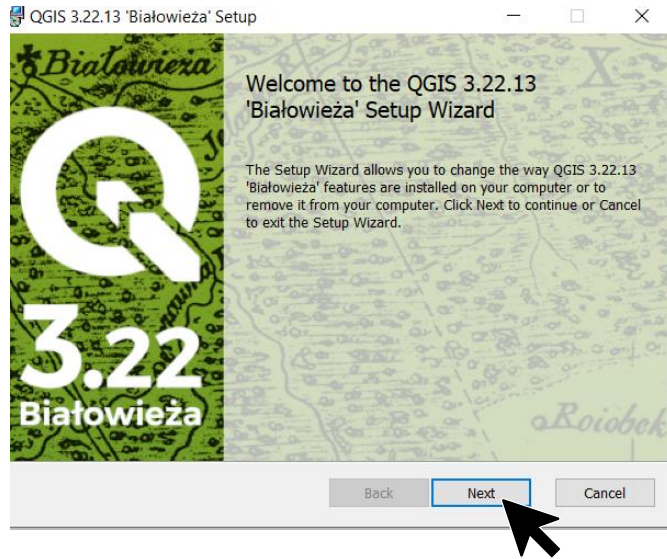 QGIS 3.22.13 'Białowieża' Setup
Białowieża
Welcome to the QGIS 3.22.13
'Białowieża' Setup Wizard
The Setup Wizard allows you to change the way QGIS 3.22.13
'Białowieża' features are installed on your computer or to
remove it from your computer. Click Next to continue or Cancel
to exit the Setup Wizard.
3.22
Białowieża
X
Roiobek
Back
Next
Cancel